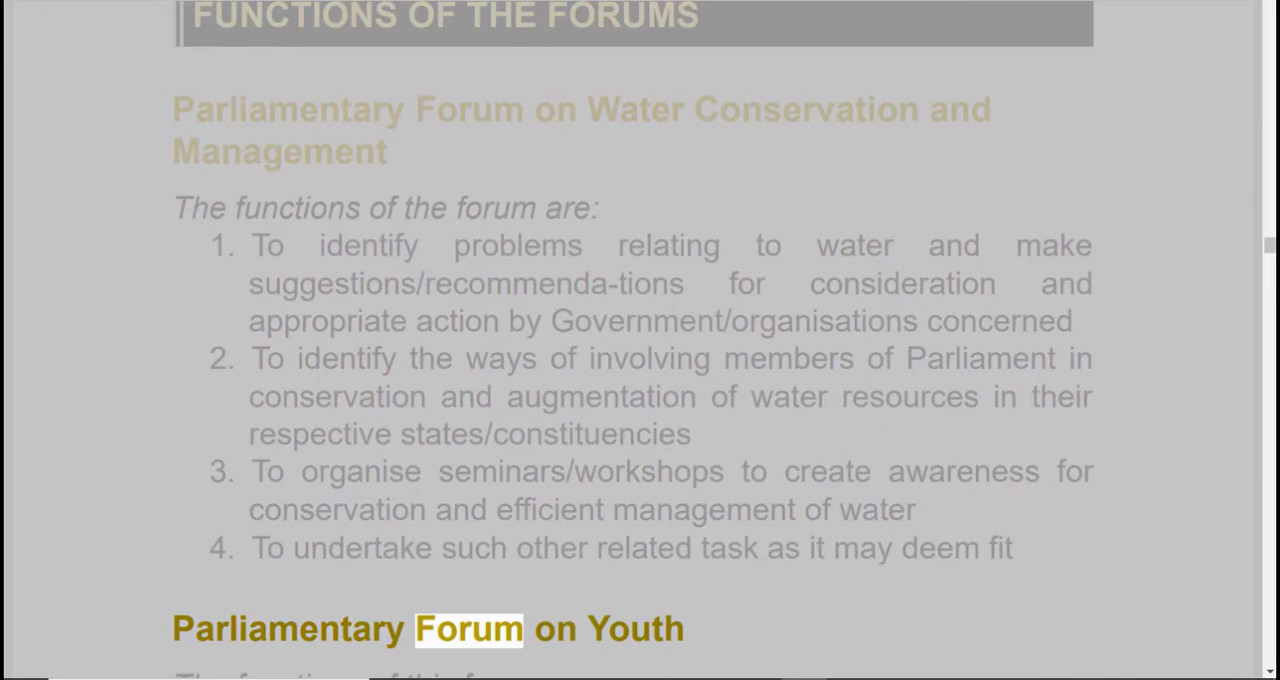 FUNCTIONS OF THE FORUMS
Parliamentary Forum on Water Conservation and
Management
The functions of the forum are:
1. To identify problems relating to water and make
suggestions/recommenda-tions for consideration and
appropriate action by Government/organisations concerned
2. To identify the ways of involving members of Parliament in
conservation and augmentation of water resources in their
respective states/constituencies
3. To organise seminars/workshops to create awareness for
conservation and efficient management of water
4. To undertake such other related task as it may deem fit
Parliamentary Forum on Youth